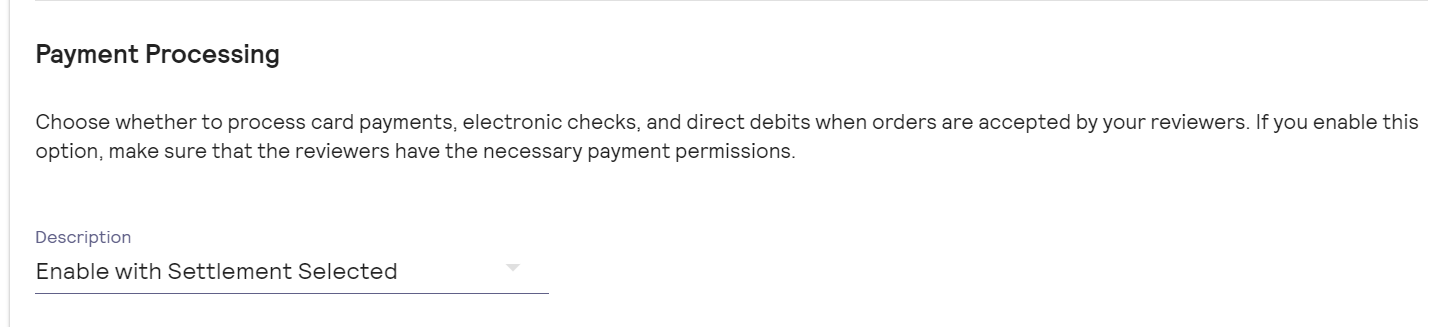 Payment Processing
Choose whether to process card payments, electronic checks, and direct debits when orders are accepted by your reviewers. If you enable this
option, make sure that the reviewers have the necessary payment permissions.
Description
Enable with Settlement Selected